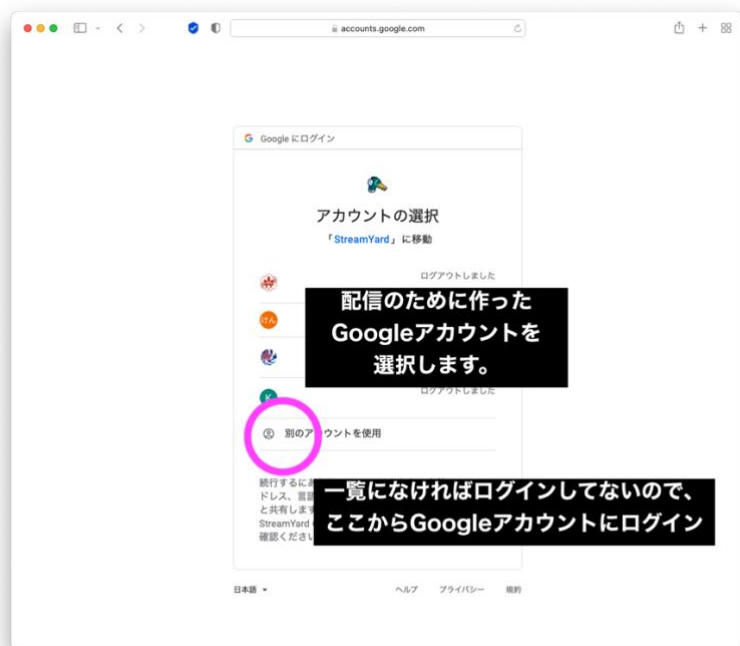 accounts.google.com
Google にログイン
アカウントの選択
「StreamYard」に移動
ログアウトしました
配信のために作った
けん
Googleアカウントを
選択します。
K
ログアウトしました
別のアカウントを使用
続行するにあ
ドレス、言語
と共有します
StreamYard
確認ください
一覧になければログインしてないので、
ここからGoogleアカウントにログイン
日本語
ヘルプ
プライバシー
規約